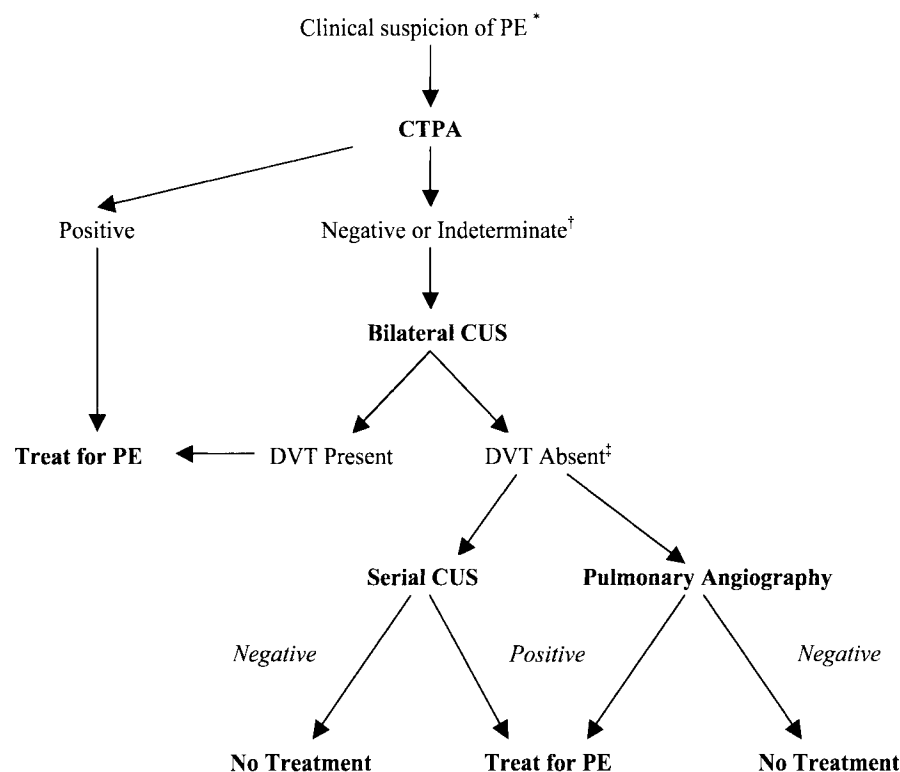 Clinical suspicion of PE *
CTPA
Positive
Negative or Indeterminate†
Bilateral CUS
Treat for PE
DVT Present
DVT Absent‡
Serial CUS
Pulmonary Angiography
Negative
Positive
Negative
No Treatment
Treat for PE
No Treatment